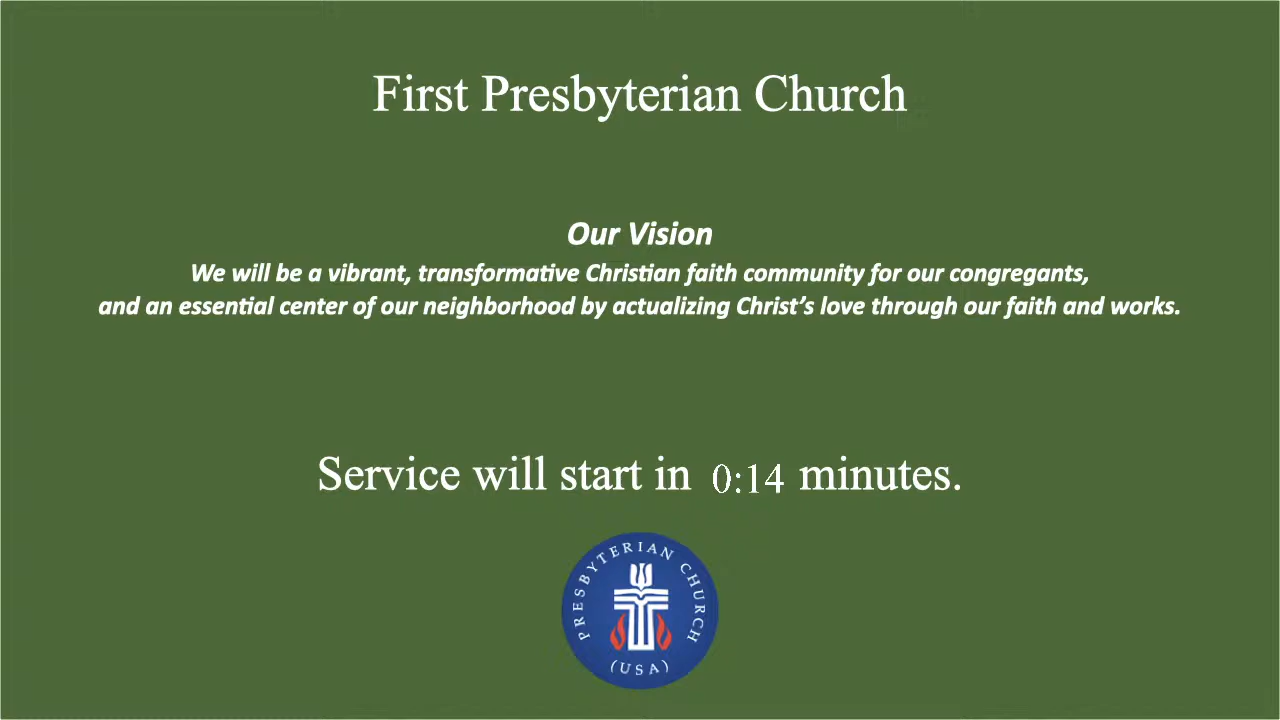 First Presbyterian Church
Our Vision
We will be a vibrant, transformative Christian faith community for our congregants,
and an essential center of our neighborhood by actualizing Christ’s love through our faith and works.
Service will start in 0:14 minutes.
PRESBYTERIAN CHURCH
(USA)